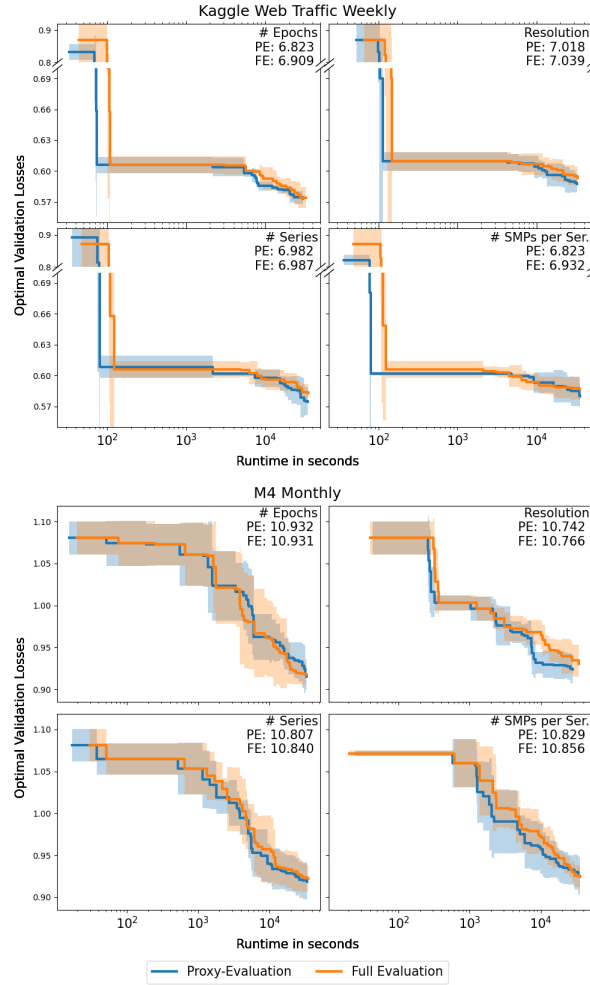 Kaggle Web Traffic Weekly
# Epochs
PE: 6.823
FE: 6.909
Resolution
PE: 7.018
FE: 7.039
0.9
0.8
0.69
0.66
0.63
0.60
0.57
# Series
PE: 6.982
FE: 6.987
# SMPs per Ser.
PE: 6.823
FE: 6.932
0.9
0.8
0.69
0.66
0.63
0.60
0.57
Optimal Validation Losses
10²
10³
10⁴
10²
10³
10⁴
Runtime in seconds
Runtime in seconds
M4 Monthly
# Epochs
PE: 10.932
FE: 10.931
Resolution
PE: 10.742
FE: 10.766
1.10
1.05
1.00
0.95
0.90
# Series
PE: 10.807
FE: 10.840
# SMPs per Ser.
PE: 10.829
FE: 10.856
1.10
1.05
1.00
0.95
0.90
Optimal Validation Losses
10²
10³
10⁴
10²
10³
10⁴
Runtime in seconds
Runtime in seconds
Proxy-Evaluation
Full Evaluation